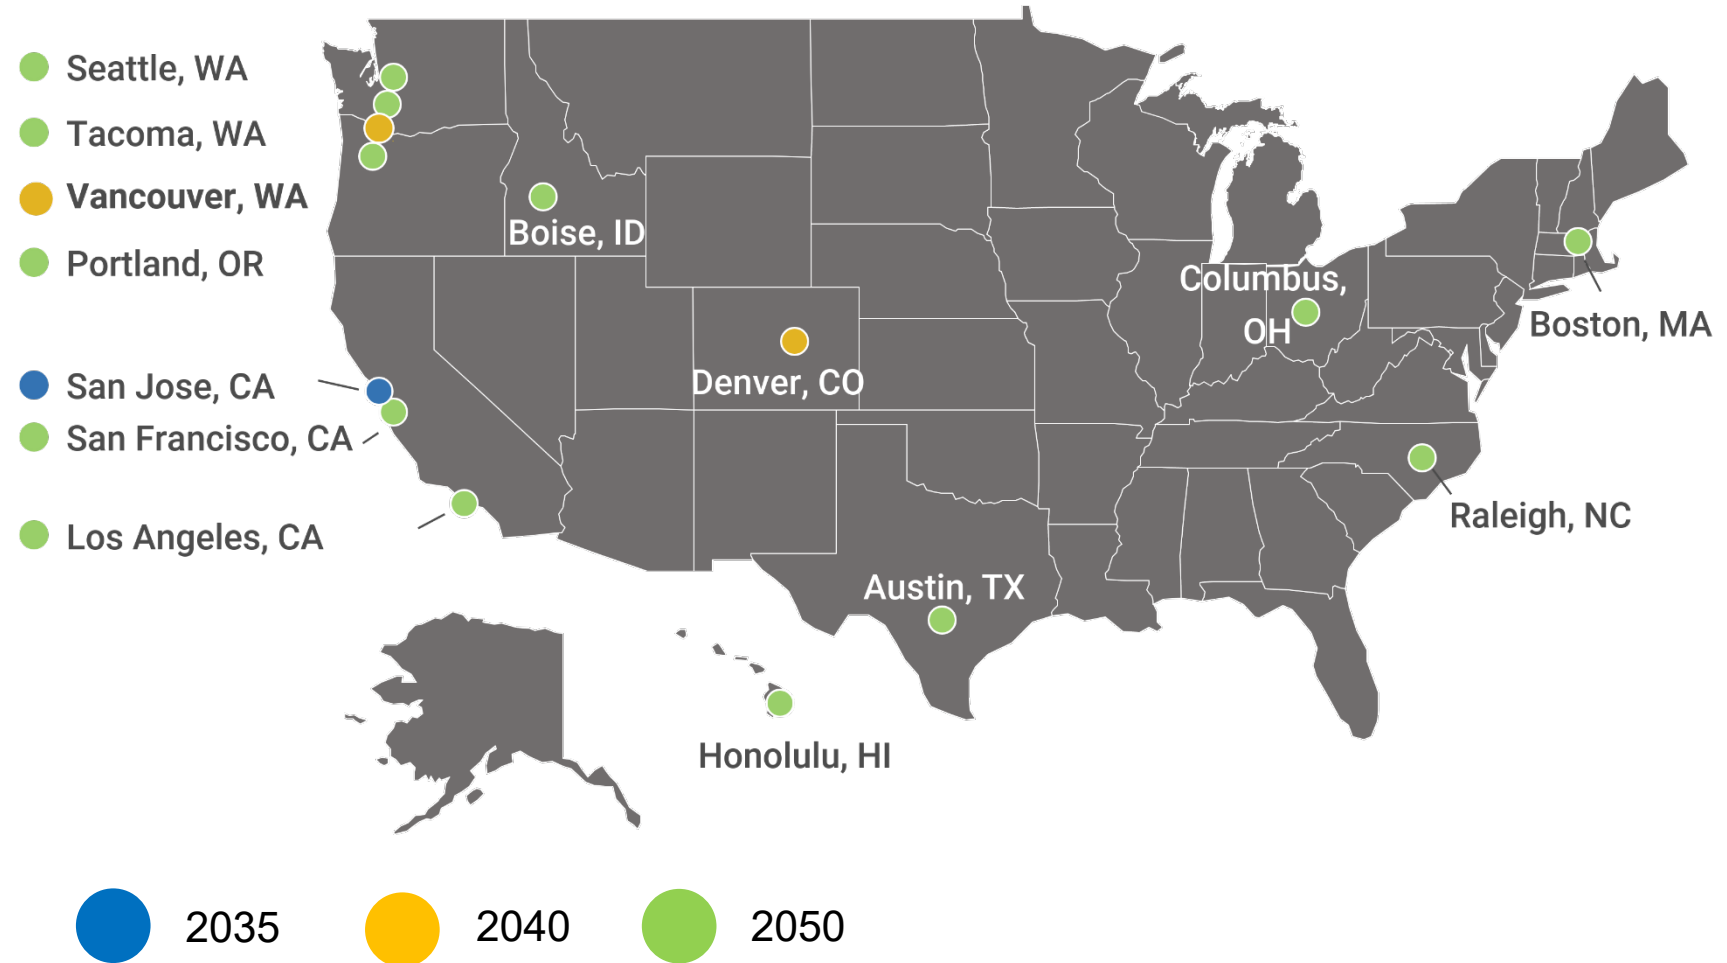 Seattle, WA
Tacoma, WA
Vancouver, WA
Portland, OR
San Jose, CA
San Francisco, CA
Los Angeles, CA
Boise, ID
Denver, CO
Columbus,
OH
Boston, MA
Raleigh, NC
Austin, TX
Honolulu, HI
2035
2040
2050